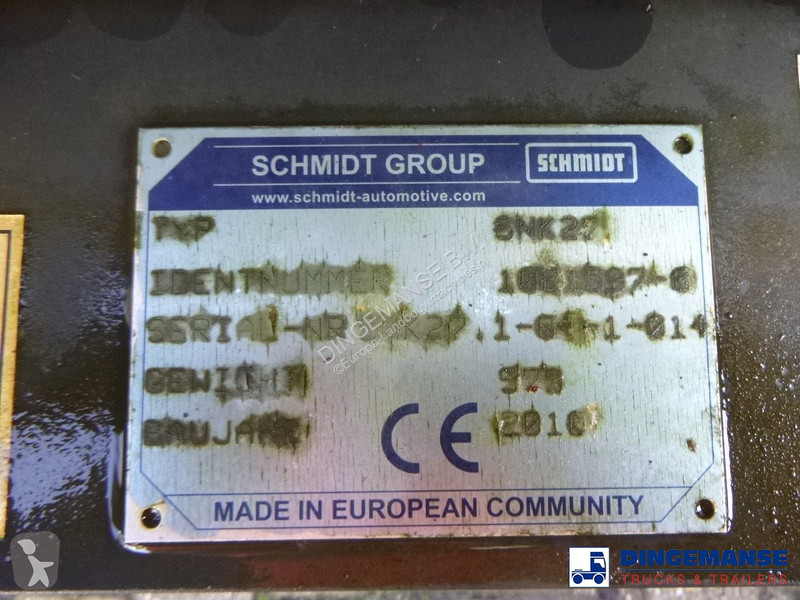 SCHMIDT GROUP
SCHMIDT
www.schmidt-automotive.com
TYP SNK27
IDENTNUMMER
SERIAL-NR
GEWICHT 975
BAUJAHR 2010
CE
MADE IN EUROPEAN COMMUNITY
DINGEMANSE B.V.
DINGEMANSE
TRUCKS & TRAILERS